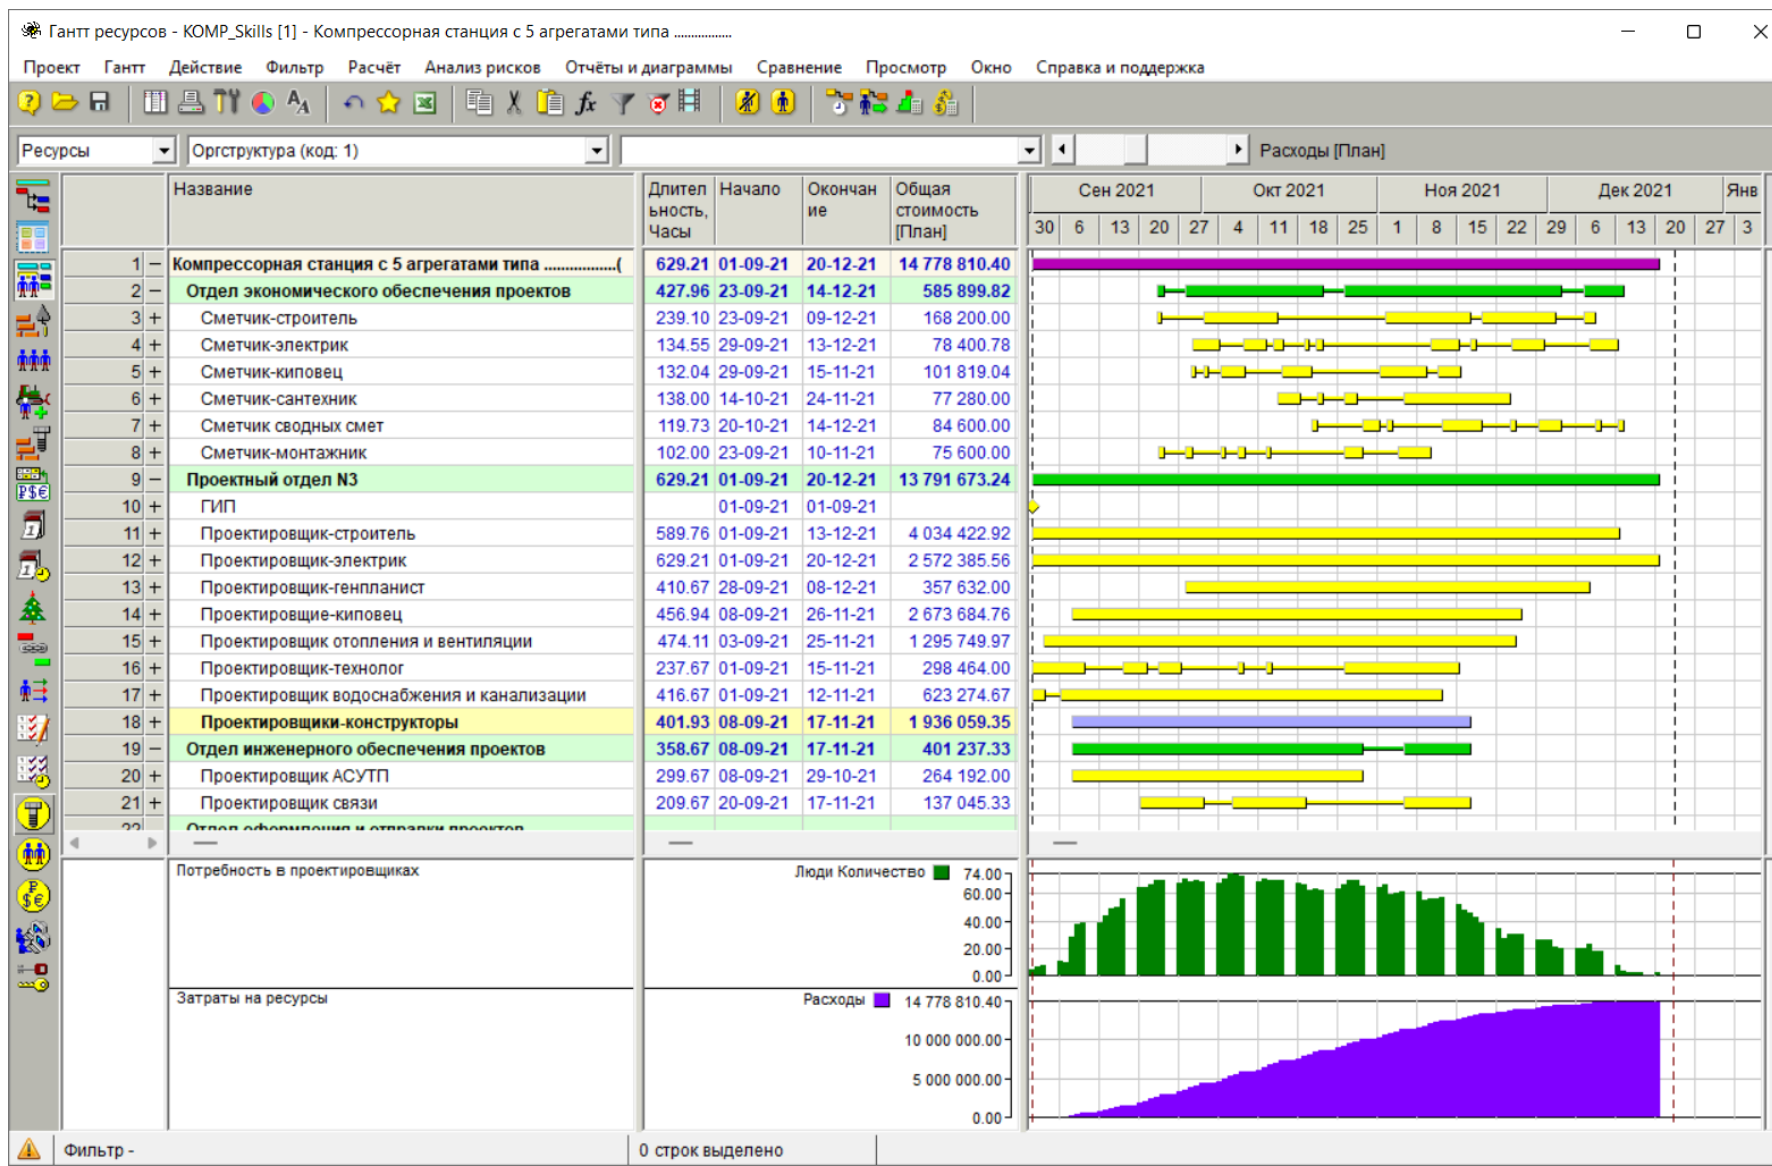 Гантт ресурсов - KOMP_Skills [1] - Компрессорная станция с 5 агрегатами типа .................
Проект Гантт Действие Фильтр Расчёт Анализ рисков Отчёты и диаграммы Сравнение Просмотр Окно Справка и поддержка
Ресурсы Оргструктура (код: 1) Расходы [План]
Название Длительность, Часы Начало Окончание Общая стоимость [План] Сен 2021 Окт 2021 Ноя 2021 Дек 2021 Янв
30 6 13 20 27 4 11 18 25 1 8 15 22 29 6 13 20 27 3
1 − Компрессорная станция с 5 агрегатами типа .................( 629.21 01-09-21 20-12-21 14 778 810.40
2 − Отдел экономического обеспечения проектов 427.96 23-09-21 14-12-21 585 899.82
3 + Сметчик-строитель 239.10 23-09-21 09-12-21 168 200.00
4 + Сметчик-электрик 134.55 29-09-21 13-12-21 78 400.78
5 + Сметчик-киповец 132.04 29-09-21 15-11-21 101 819.04
6 + Сметчик-сантехник 138.00 14-10-21 24-11-21 77 280.00
7 + Сметчик сводных смет 119.73 20-10-21 14-12-21 84 600.00
8 + Сметчик-монтажник 102.00 23-09-21 10-11-21 75 600.00
9 − Проектный отдел N3 629.21 01-09-21 20-12-21 13 791 673.24
10 + ГИП 01-09-21 01-09-21
11 + Проектировщик-строитель 589.76 01-09-21 13-12-21 4 034 422.92
12 + Проектировщик-электрик 629.21 01-09-21 20-12-21 2 572 385.56
13 + Проектировщик-генпланист 410.67 28-09-21 08-12-21 357 632.00
14 + Проектировщие-киповец 456.94 08-09-21 26-11-21 2 673 684.76
15 + Проектировщик отопления и вентиляции 474.11 03-09-21 25-11-21 1 295 749.97
16 + Проектировщик-технолог 237.67 01-09-21 15-11-21 298 464.00
17 + Проектировщик водоснабжения и канализации 416.67 01-09-21 12-11-21 623 274.67
18 + Проектировщики-конструкторы 401.93 08-09-21 17-11-21 1 936 059.35
19 − Отдел инженерного обеспечения проектов 358.67 08-09-21 17-11-21 401 237.33
20 + Проектировщик АСУТП 299.67 08-09-21 29-10-21 264 192.00
21 + Проектировщик связи 209.67 20-09-21 17-11-21 137 045.33
22 Отдел оформления и отправки проектов
Потребность в проектировщиках Люди Количество 74.00
60.00
40.00
20.00
0.00
Затраты на ресурсы Расходы 14 778 810.40
10 000 000.00
5 000 000.00
0.00
Фильтр - 0 строк выделено